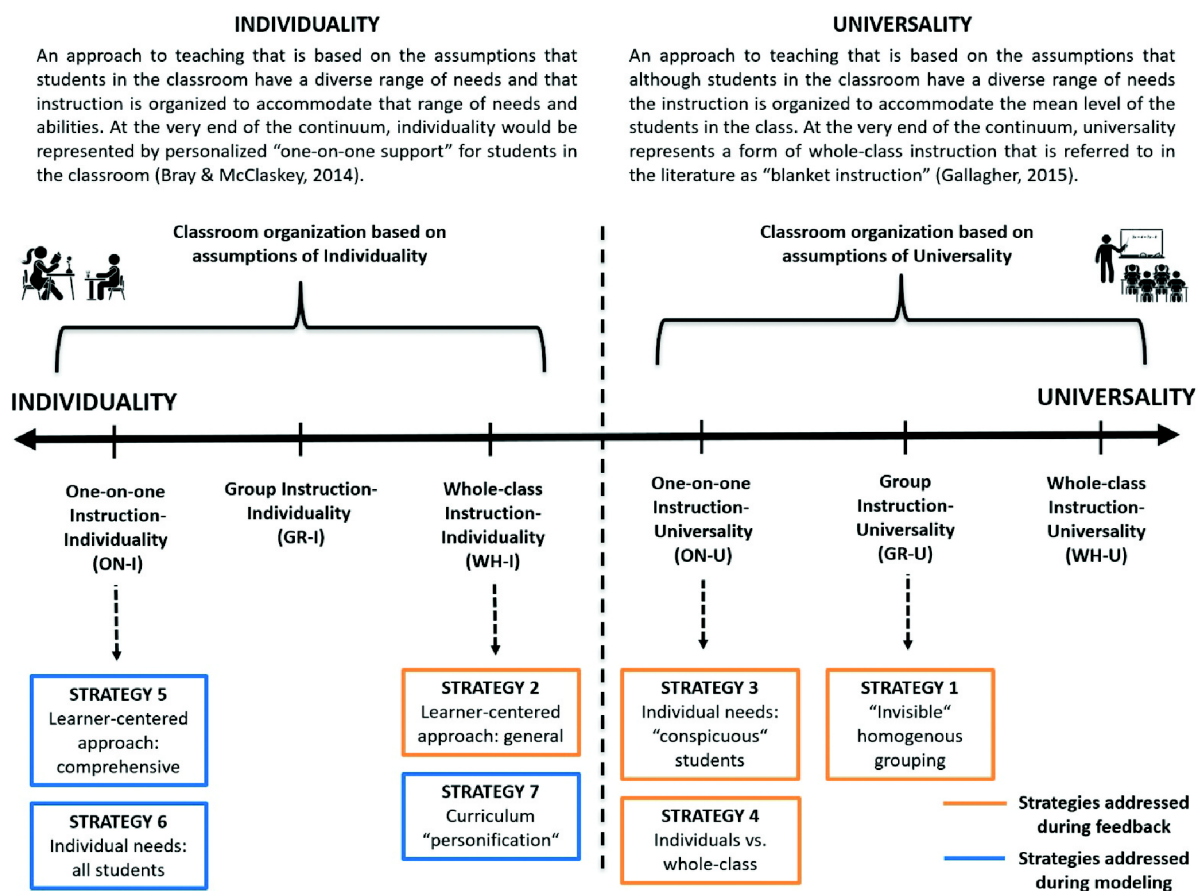 INDIVIDUALITY
An approach to teaching that is based on the assumptions that
students in the classroom have a diverse range of needs and that
instruction is organized to accommodate that range of needs and
abilities. At the very end of the continuum, individuality would be
represented by personalized “one-on-one support” for students in
the classroom (Bray & McClaskey, 2014).
UNIVERSALITY
An approach to teaching that is based on the assumptions that
although students in the classroom have a diverse range of needs
the instruction is organized to accommodate the mean level of the
students in the class. At the very end of the continuum, universality
represents a form of whole-class instruction that is referred to in
the literature as “blanket instruction” (Gallagher, 2015).
Classroom organization based on
assumptions of Individuality
Classroom organization based on
assumptions of Universality
INDIVIDUALITY
UNIVERSALITY
One-on-one
Instruction-
Individuality
(ON-I)
Group Instruction-
Individuality
(GR-I)
Whole-class
Instruction-
Individuality
(WH-I)
One-on-one
Instruction-
Universality
(ON-U)
Group
Instruction-
Universality
(GR-U)
Whole-class
Instruction-
Universality
(WH-U)
STRATEGY 5
Learner-centered
approach:
comprehensive
STRATEGY 6
Individual needs:
all students
STRATEGY 2
Learner-centered
approach: general
STRATEGY 7
Curriculum
“personification“
STRATEGY 3
Individual needs:
“conspicuous“
students
STRATEGY 4
Individuals vs.
whole-class
STRATEGY 1
“Invisible“
homogenous
grouping
Strategies addressed
during feedback
Strategies addressed
during modeling